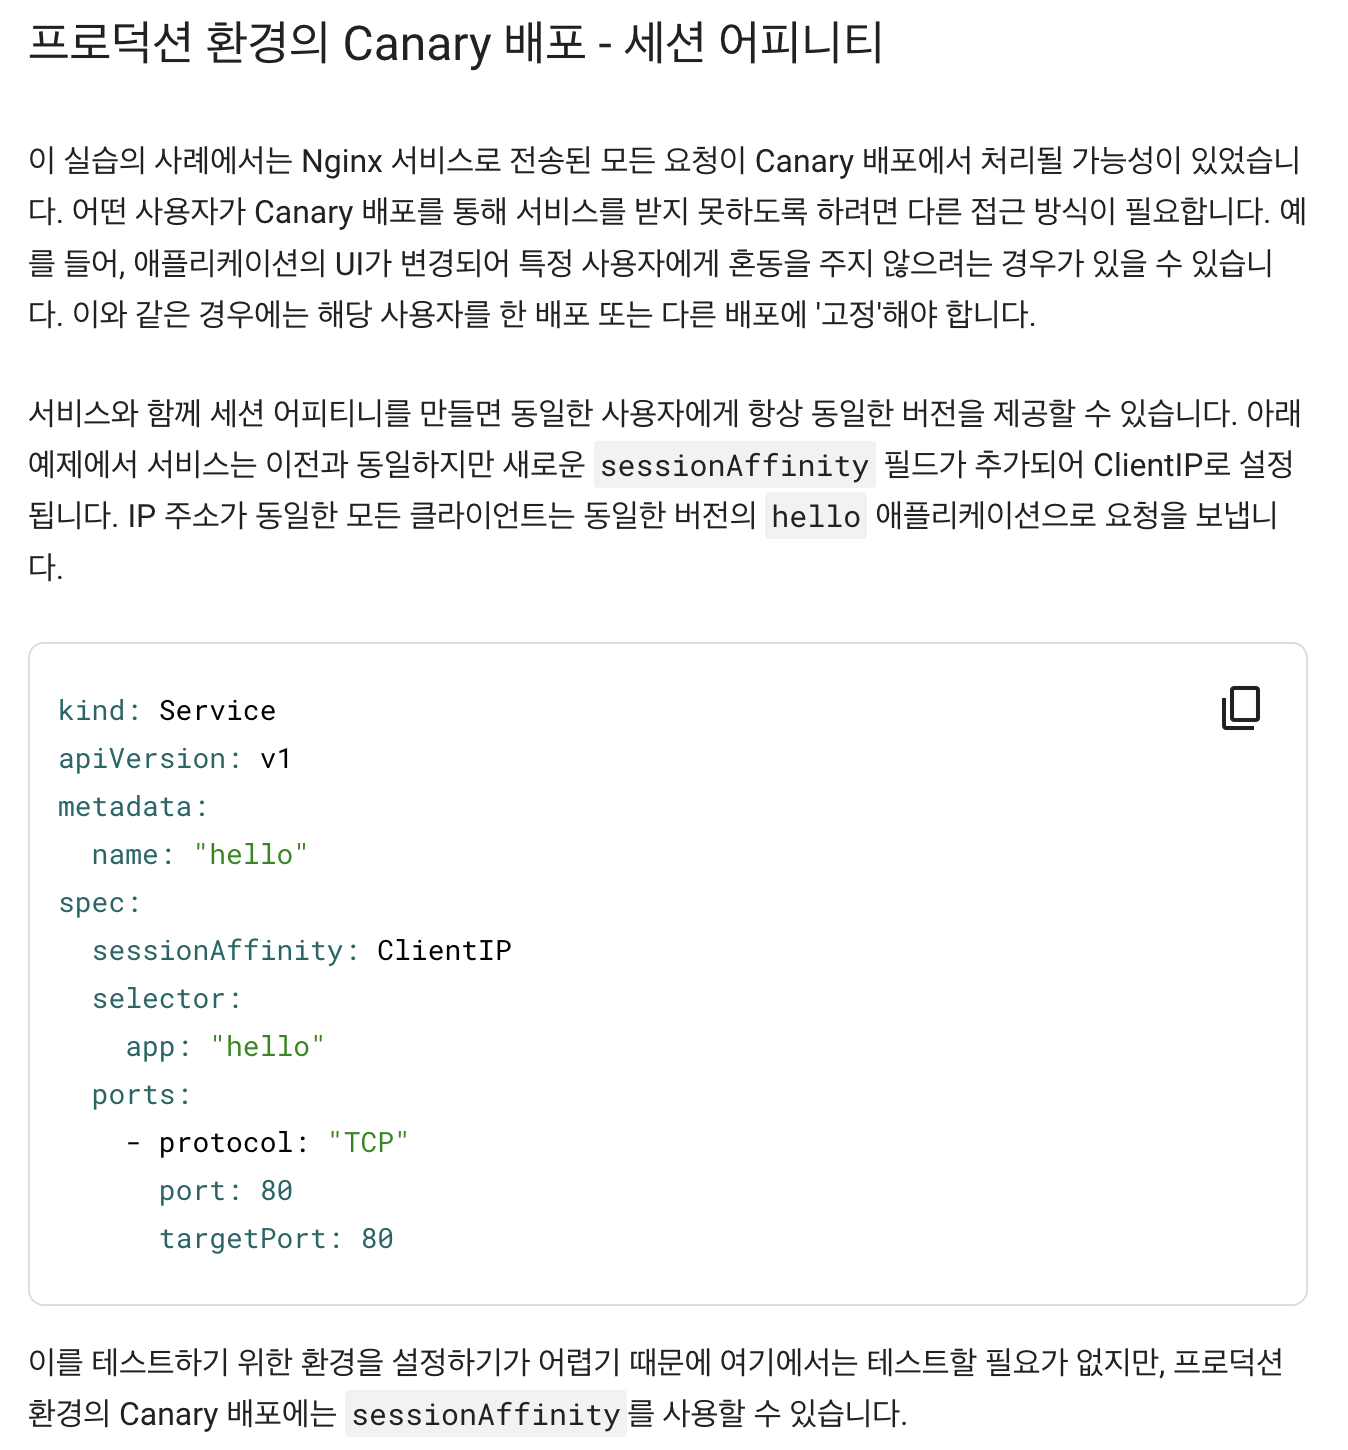 프로덕션 환경의 Canary 배포 - 세션 어피니티
이 실습의 사례에서는 Nginx 서비스로 전송된 모든 요청이 Canary 배포에서 처리될 가능성이 있었습니
다. 어떤 사용자가 Canary 배포를 통해 서비스를 받지 못하도록 하려면 다른 접근 방식이 필요합니다. 예
를 들어, 애플리케이션의 UI가 변경되어 특정 사용자에게 혼동을 주지 않으려는 경우가 있을 수 있습니
다. 이와 같은 경우에는 해당 사용자를 한 배포 또는 다른 배포에 '고정'해야 합니다.
서비스와 함께 세션 어피티니를 만들면 동일한 사용자에게 항상 동일한 버전을 제공할 수 있습니다. 아래
예제에서 서비스는 이전과 동일하지만 새로운 sessionAffinity 필드가 추가되어 ClientIP로 설정
됩니다. IP 주소가 동일한 모든 클라이언트는 동일한 버전의 hello 애플리케이션으로 요청을 보냅니
다.
kind: Service
apiVersion: v1
metadata:
  name: "hello"
spec:
  sessionAffinity: ClientIP
  selector:
    app: "hello"
  ports:
    - protocol: "TCP"
      port: 80
      targetPort: 80
이를 테스트하기 위한 환경을 설정하기가 어렵기 때문에 여기에서는 테스트할 필요가 없지만, 프로덕션
환경의 Canary 배포에는 sessionAffinity를 사용할 수 있습니다.